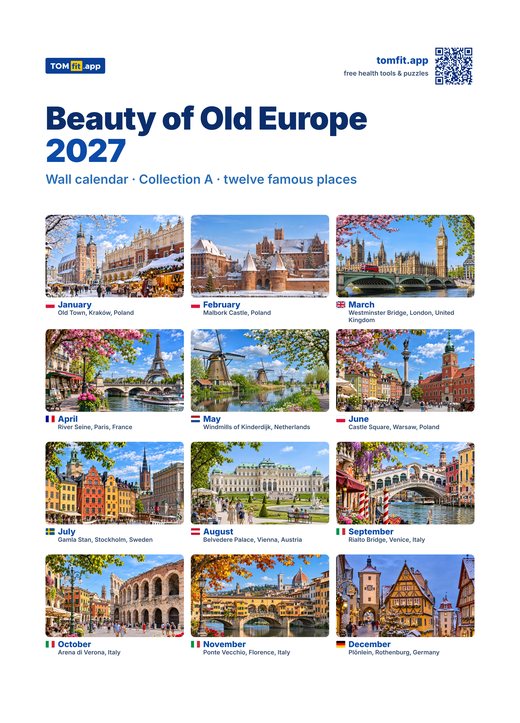 TOM fit .app
tomfit.app
free health tools & puzzles
Beauty of Old Europe
2027
Wall calendar · Collection A · twelve famous places
January
Old Town, Kraków, Poland
February
Malbork Castle, Poland
March
Westminster Bridge, London, United
Kingdom
April
River Seine, Paris, France
May
Windmills of Kinderdijk, Netherlands
June
Castle Square, Warsaw, Poland
July
Gamla Stan, Stockholm, Sweden
August
Belvedere Palace, Vienna, Austria
September
Rialto Bridge, Venice, Italy
October
Arena di Verona, Italy
November
Ponte Vecchio, Florence, Italy
December
Plönlein, Rothenburg, Germany